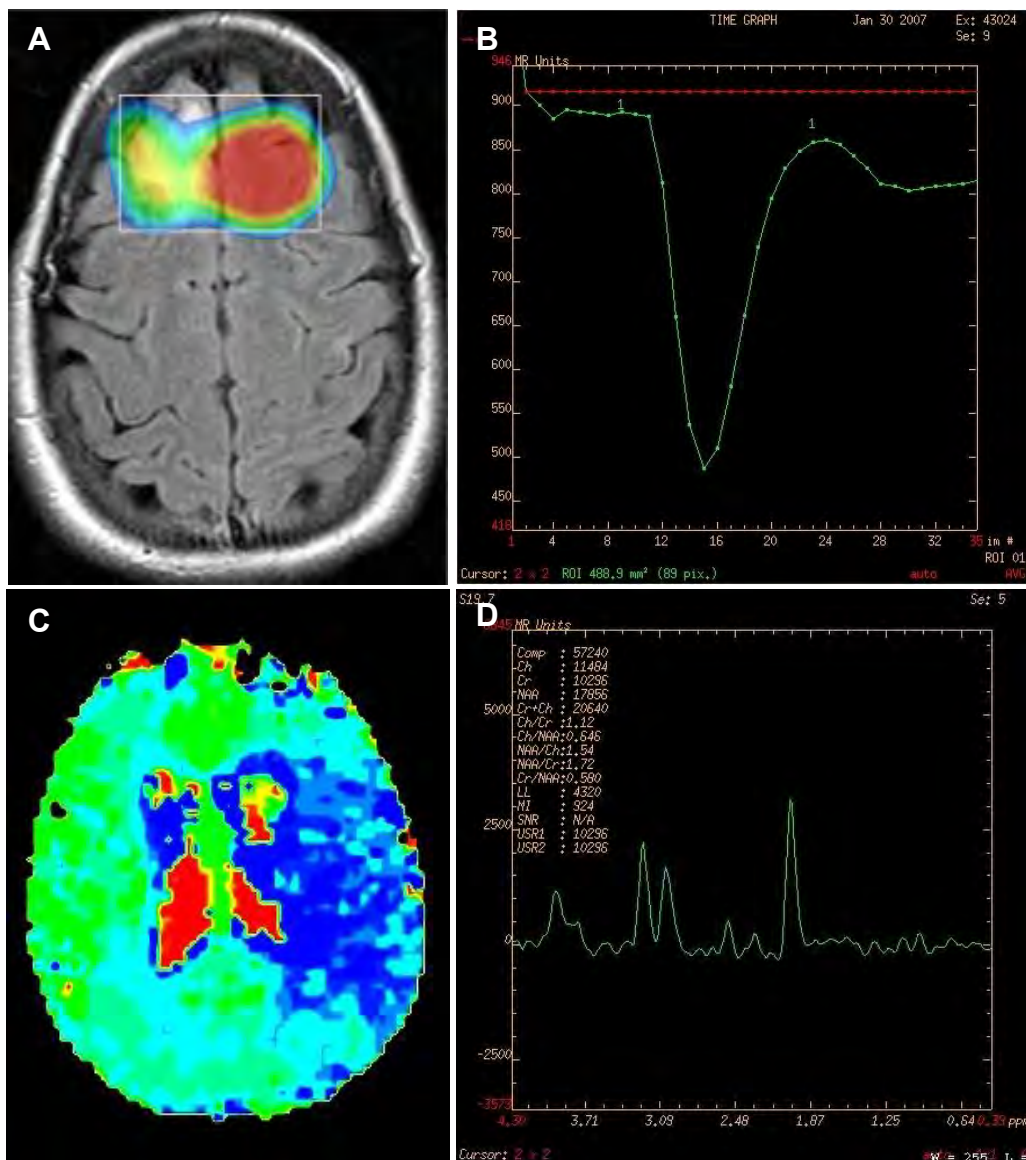 A
B
TIME GRAPH Jan 30 2007 Ex: 43024
Se: 9
946 MR Units
900
850
800
750
700
650
600
550
500
450
418
1
1
1 4 8 12 16 20 24 28 32 35 im #
ROI 01
Cursor: 2 x 2 ROI 488.9 mm² (89 pix.) auto AVG
C
D
Se: 5
MR Units
Comp : 57240
Ch : 11484
Cr : 10296
NAA : 17856
Cr+Ch : 20640
Ch/Cr :1.12
Ch/NAA:0.646
NAA/Ch:1.54
NAA/Cr:1.72
Cr/NAA:0.580
LL : 4320
MI : 924
SNR : N/A
USR1 : 10296
USR2 : 10296
5000
2500
0
-2500
-3573
4.30 3.71 3.09 2.48 1.87 1.25 0.64 0.33 ppm
Cursor: 2 x 2